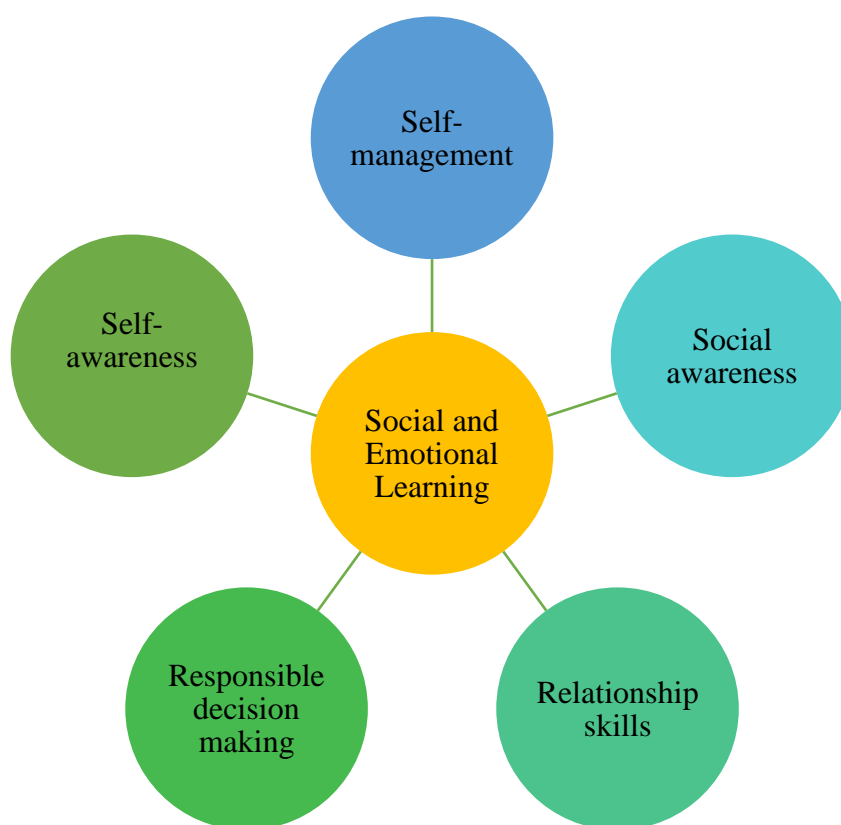 Self-
management
Self-
awareness
Social
awareness
Social and
Emotional
Learning
Responsible
decision
making
Relationship
skills